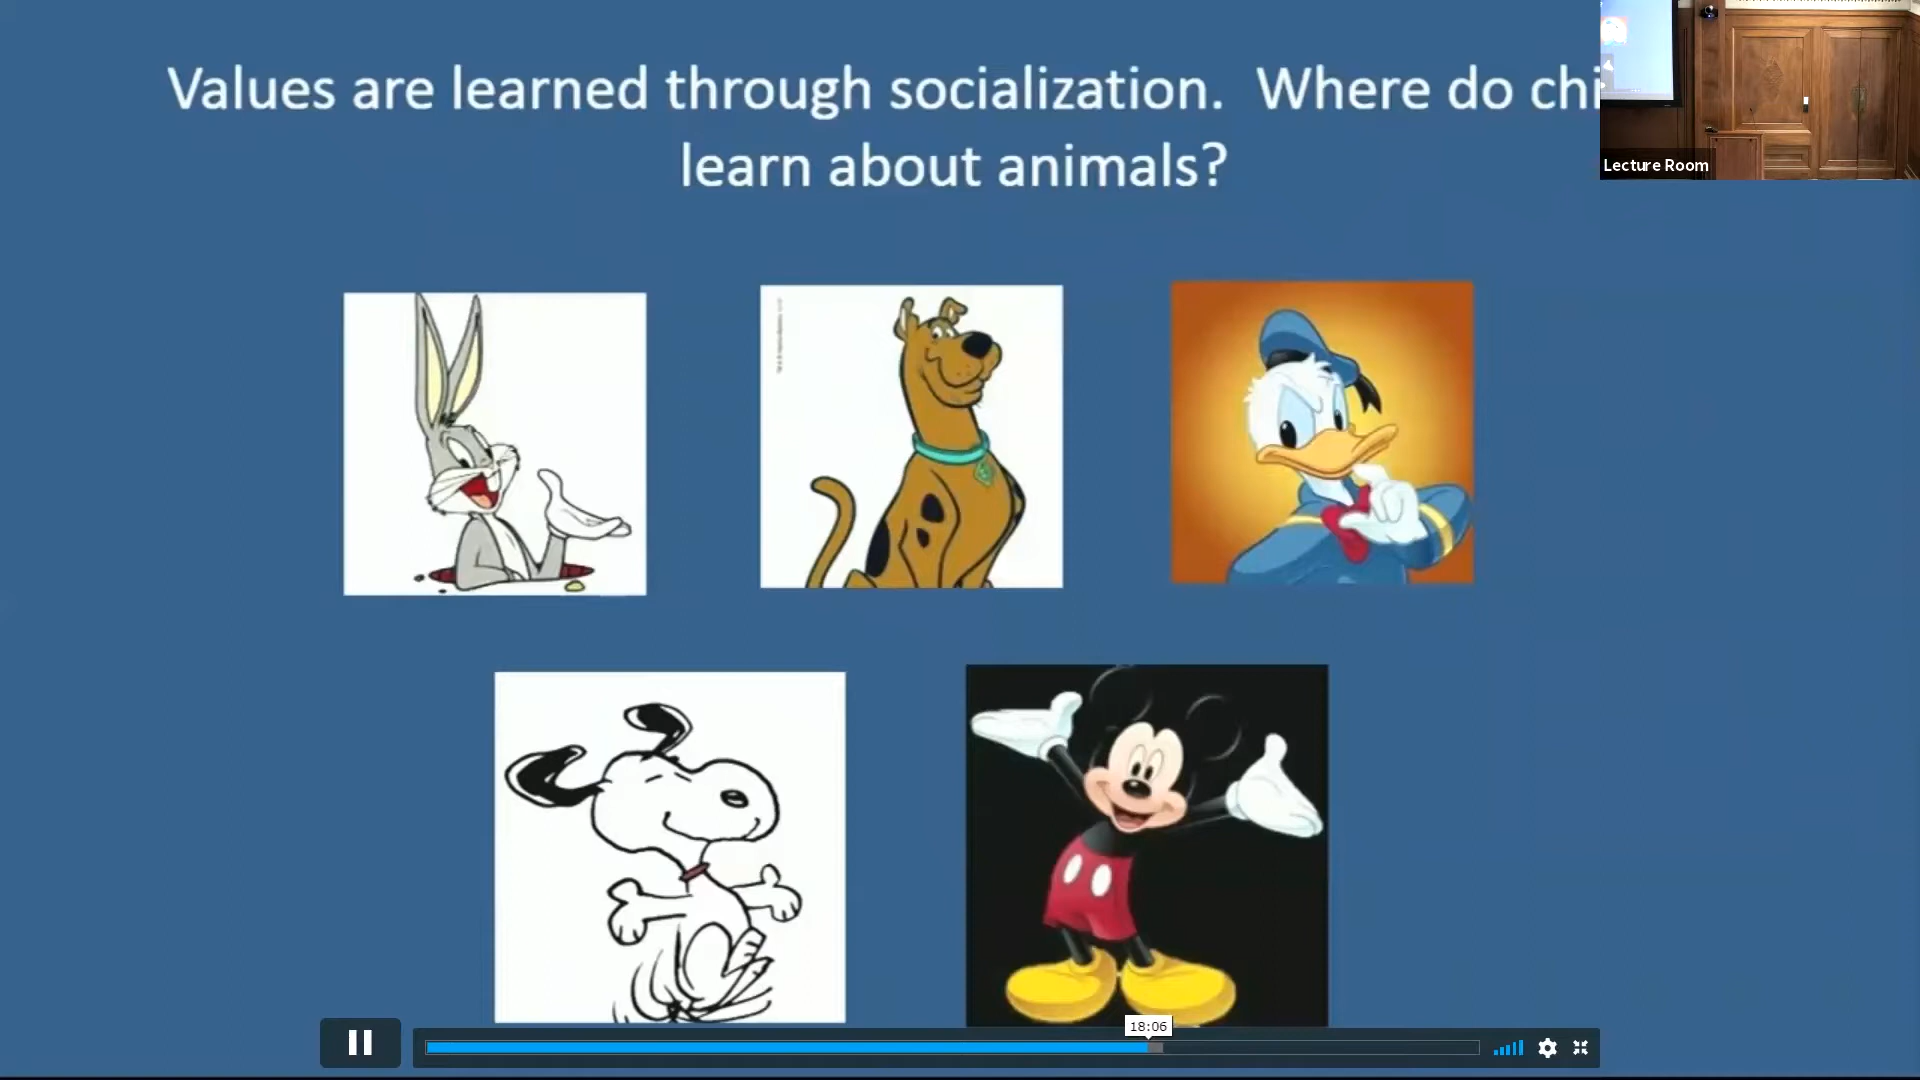 Values are learned through socialization. Where do chi
learn about animals?
Lecture Room
18:06